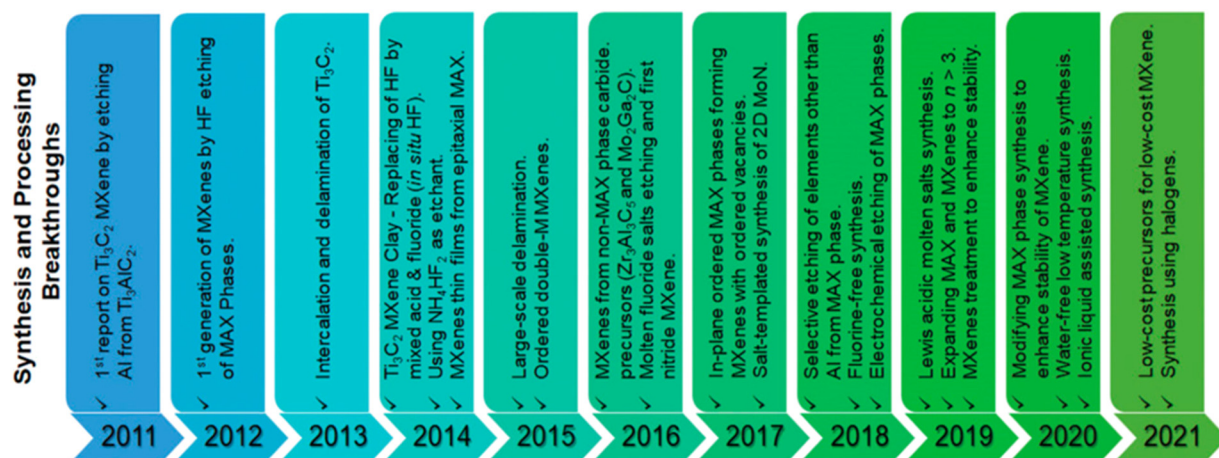 Synthesis and Processing
Breakthroughs
✓ 1st report on Ti3C2 MXene by etching
Al from Ti3AlC2.
2011
✓ 1st generation of MXenes by HF etching
of MAX Phases.
2012
✓ Intercalation and delamination of Ti3C2.
2013
✓ Ti3C2 MXene Clay - Replacing of HF by
mixed acid & fluoride (in situ HF).
✓ Using NH4HF2 as etchant.
✓ MXenes thin films from epitaxial MAX.
2014
✓ Large-scale delamination.
✓ Ordered double-M MXenes.
2015
✓ MXenes from non-MAX phase carbide
precursors (Zr3Al3C5 and Mo2Ga2C).
✓ Molten fluoride salts etching and first
nitride MXene.
2016
✓ In-plane ordered MAX phases forming
MXenes with ordered vacancies.
✓ Salt-templated synthesis of 2D MoN.
2017
✓ Selective etching of elements other than
Al from MAX phase.
✓ Fluorine-free synthesis.
✓ Electrochemical etching of MAX phases.
2018
✓ Lewis acidic molten salts synthesis.
✓ Expanding MAX and MXenes to n > 3.
✓ MXenes treatment to enhance stability.
2019
✓ Modifying MAX phase synthesis to
enhance stability of MXene.
✓ Water-free low temperature synthesis.
✓ Ionic liquid assisted synthesis.
2020
✓ Low-cost precursors for low-cost MXene.
✓ Synthesis using halogens.
2021